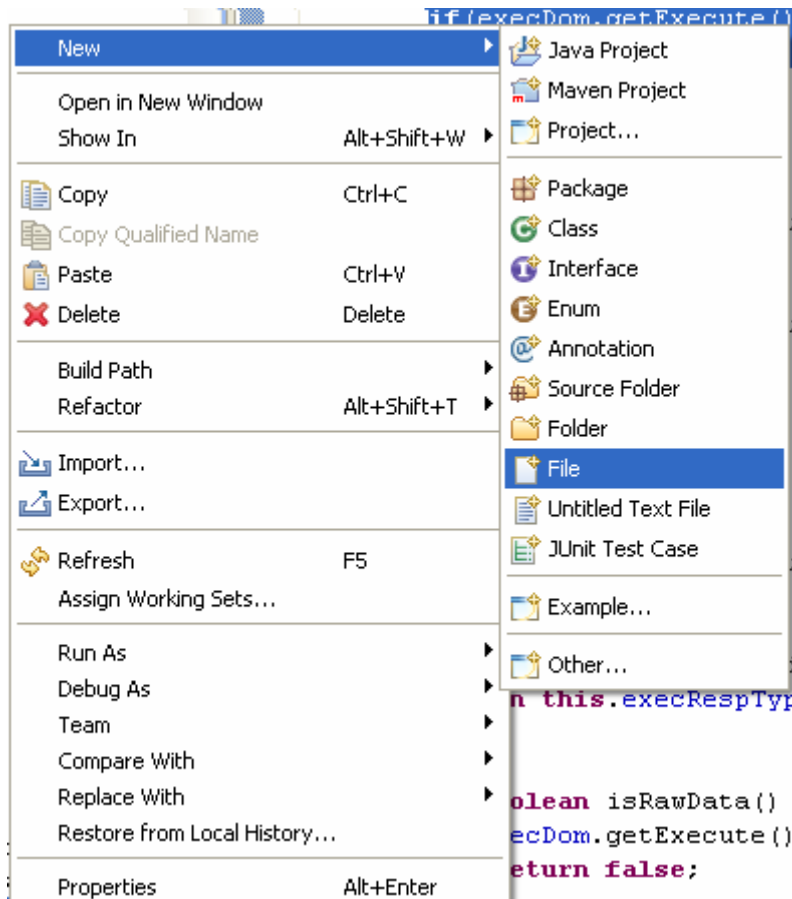 if(execDom.getExecute()
New
Open in New Window
Show In Alt+Shift+W
Copy Ctrl+C
Copy Qualified Name
Paste Ctrl+V
Delete Delete
Build Path
Refactor Alt+Shift+T
Import...
Export...
Refresh F5
Assign Working Sets...
Run As
Debug As
Team
Compare With
Replace With
Restore from Local History...
Properties Alt+Enter
Java Project
Maven Project
Project...
Package
Class
Interface
Enum
Annotation
Source Folder
Folder
File
Untitled Text File
JUnit Test Case
Example...
Other...
n this.execRespTyp
olean isRawData()
ecDom.getExecute()
eturn false;